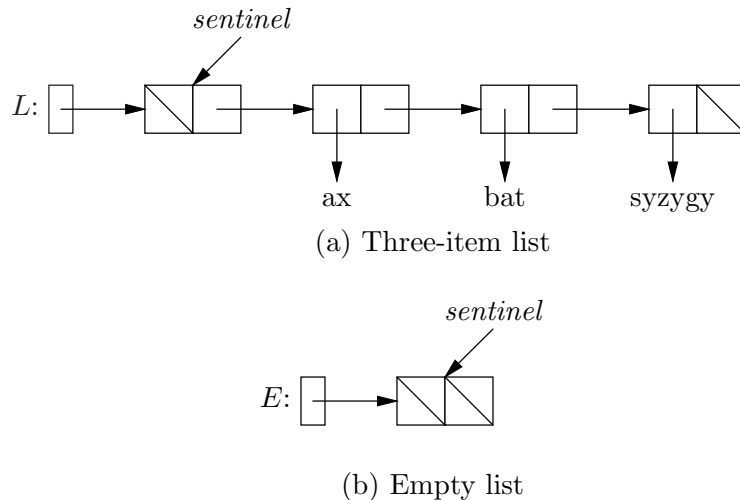 sentinel
L:
ax bat syzygy
(a) Three-item list
sentinel
E:
(b) Empty list